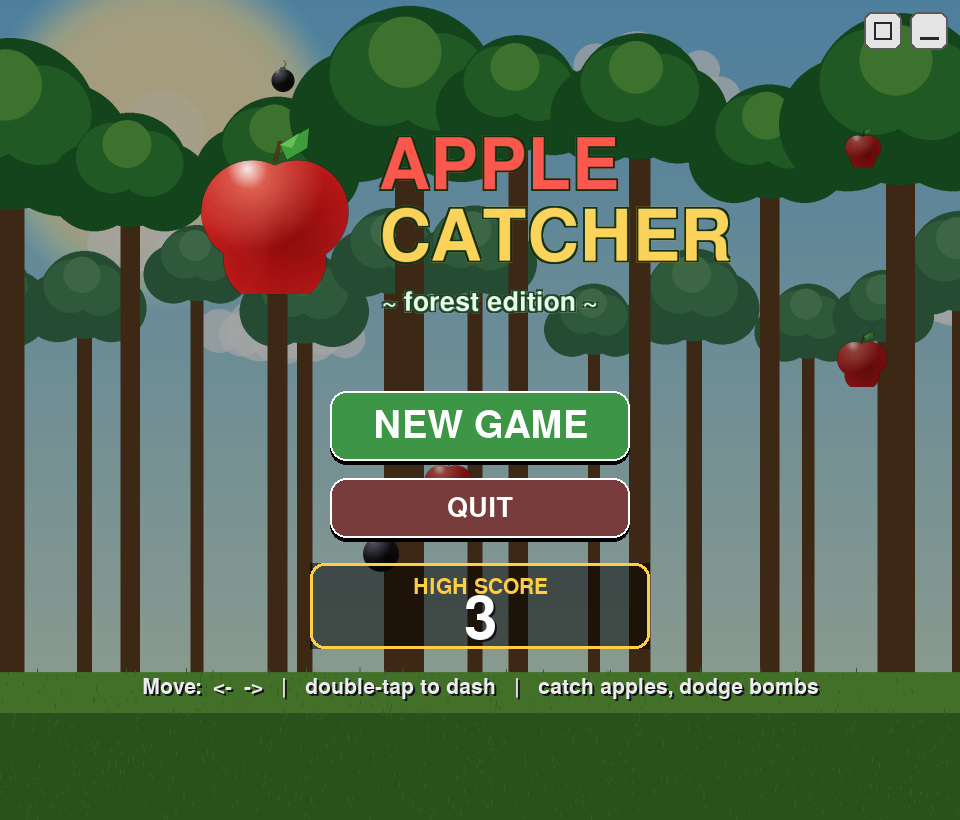 APPLE
CATCHER
~ forest edition ~
NEW GAME
QUIT
HIGH SCORE
3
Move: <- -> | double-tap to dash | catch apples, dodge bombs